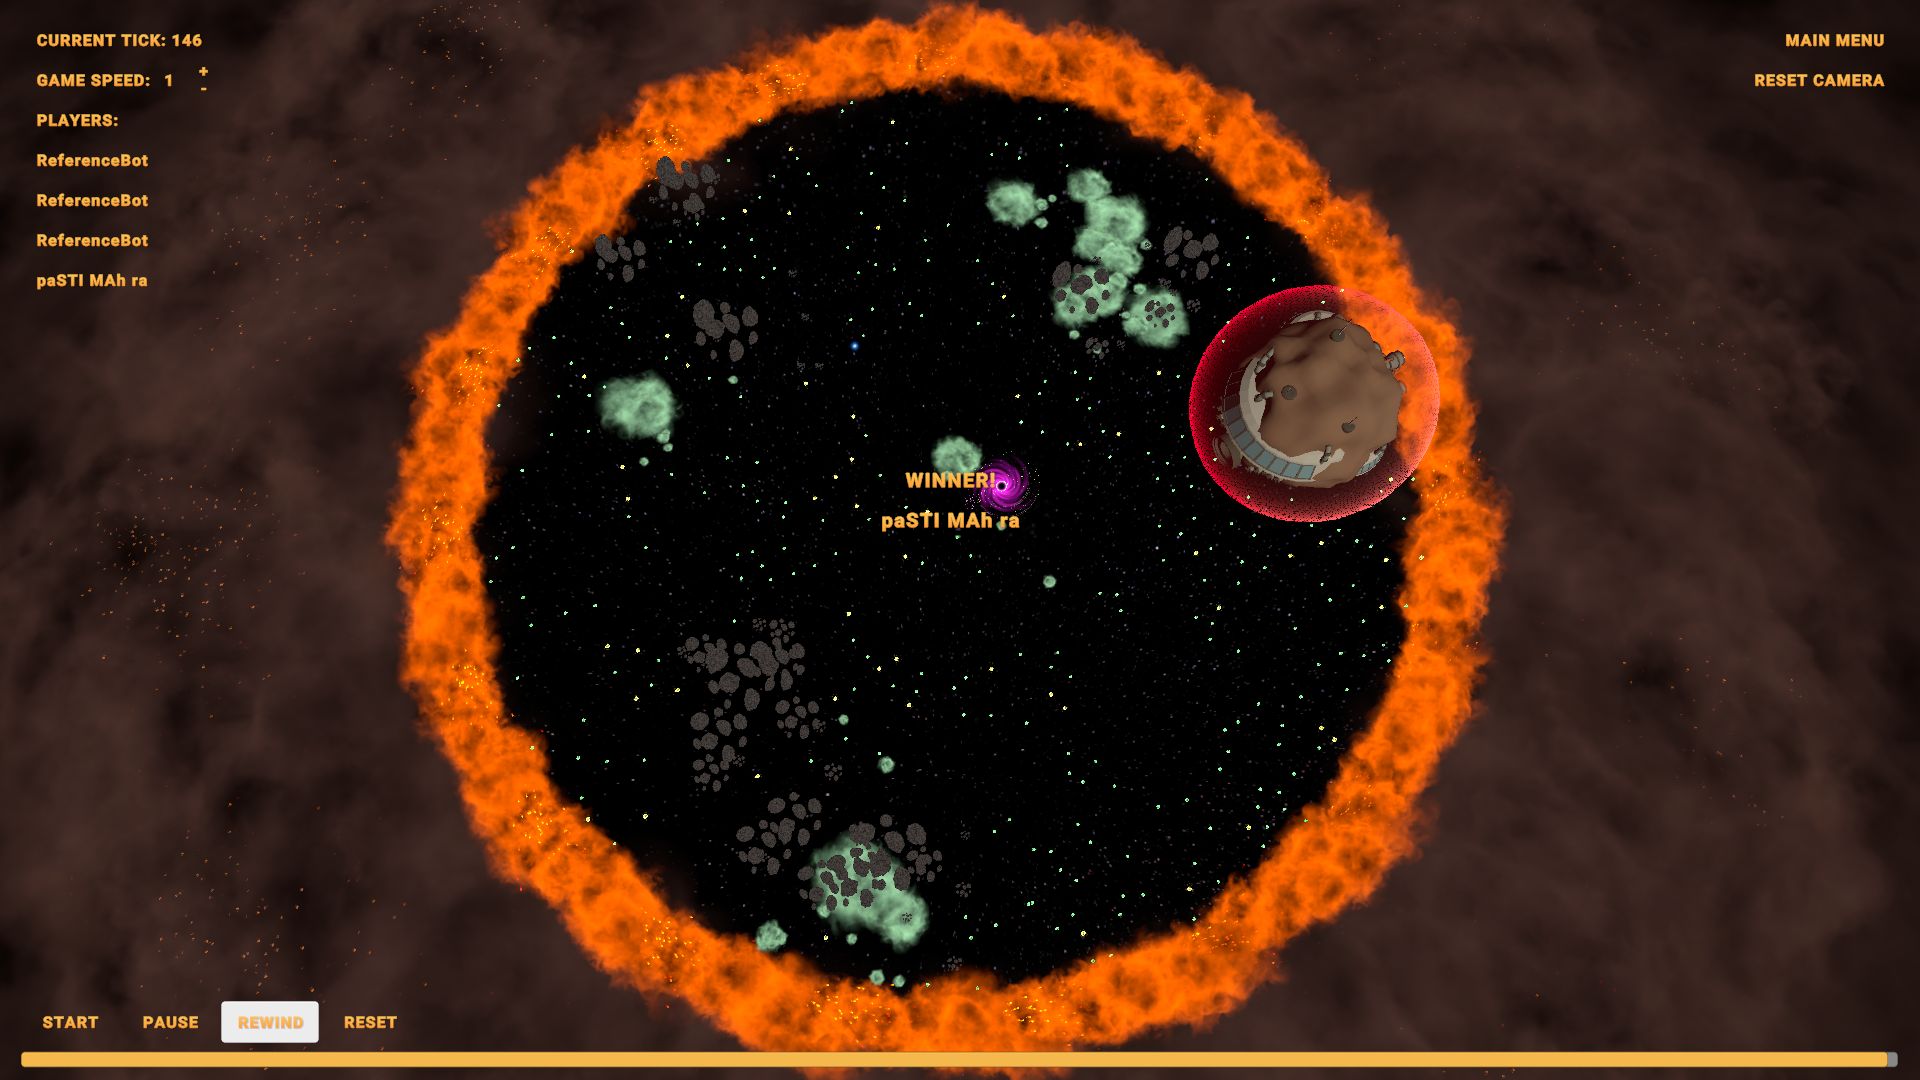 CURRENT TICK: 146
GAME SPEED: 1 + -
PLAYERS:
ReferenceBot
ReferenceBot
ReferenceBot
paSTI MAh ra
MAIN MENU
RESET CAMERA
WINNER!
paSTI MAh ra
START PAUSE REWIND RESET